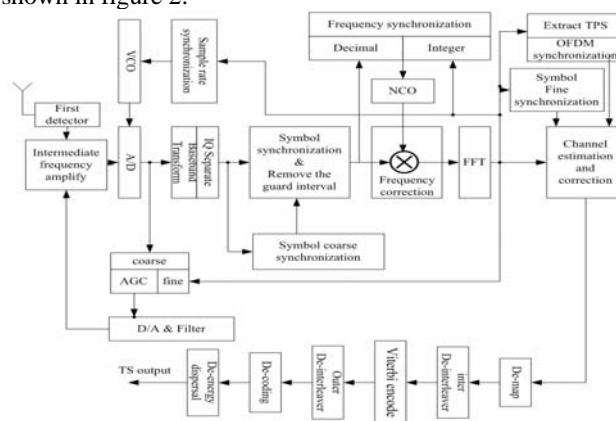 shown in figure 2.
Frequency synchronization
Decimal
Integer
Extract TPS
OFDM
synchronization
VCO
Sample rate
synchronization
NCO
Symbol
Fine
synchronization
First
detector
Intermediate
frequency
amplify
A/D
IQ Separate
Baseband
Transform
Symbol
synchronization
&
Remove the
guard interval
Frequency
correction
FFT
Channel
estimation
and
correction
Symbol coarse
synchronization
coarse
AGC
fine
D/A & Filter
TS output
De-energy
dispersal
De-coding
Outer
De-interleaver
Viterbi encode
inter
De-interleaver
De-map